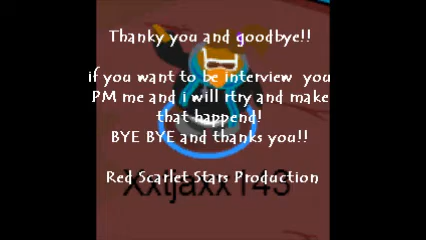 Thanky you and goodbye!!
if you want to be interview you
PM me and i will rtry and make
that happend!
BYE BYE and thanks you!!
Red Scarlet Stars Production
Xxtjaxx143